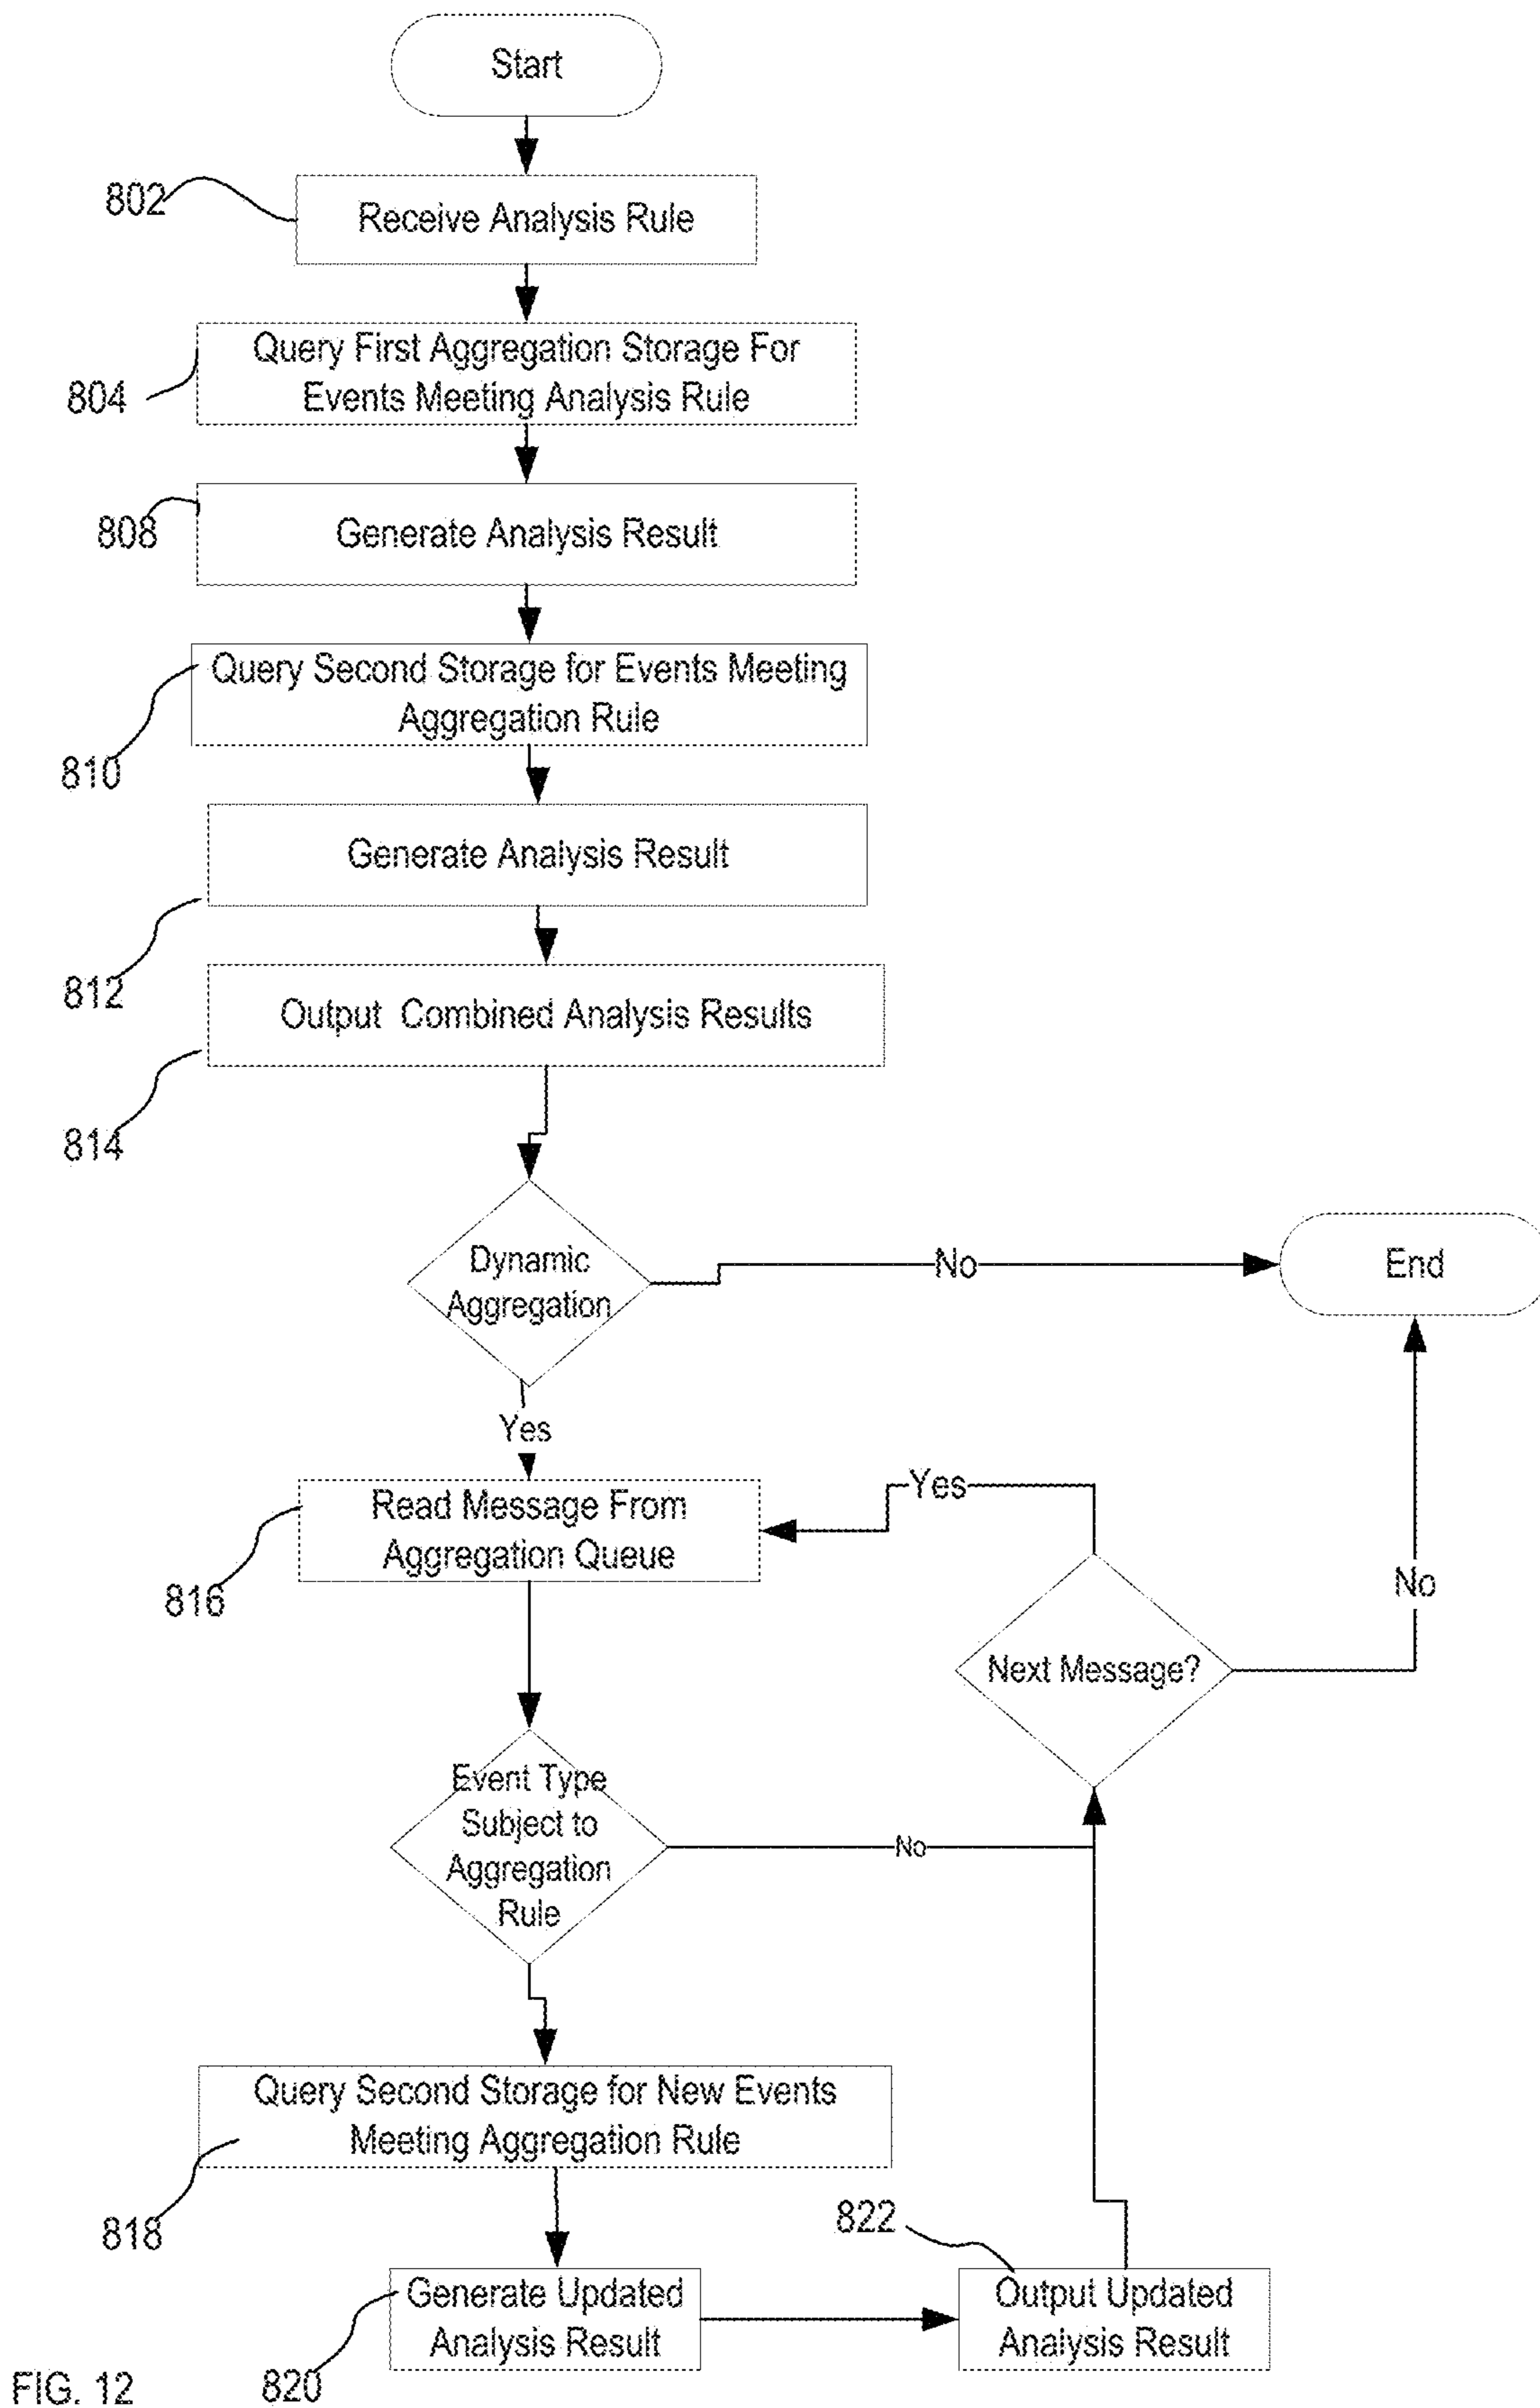 Start
802
Receive Analysis Rule
Query First Aggregation Storage For
Events Meeting Analysis Rule
804
808
Generate Analysis Result
Query Second Storage for Events Meeting
Aggregation Rule
810
Generate Analysis Result
812
Output Combined Analysis Results
814
Dynamic
Aggregation
No
End
Yes
Read Message From
Aggregation Queue
816
Yes
Next Message?
No
Event Type
Subject to
Aggregation
Rule
No
Query Second Storage for New Events
Meeting Aggregation Rule
818
822
Generate Updated
Analysis Result
Output Updated
Analysis Result
820
FIG. 12